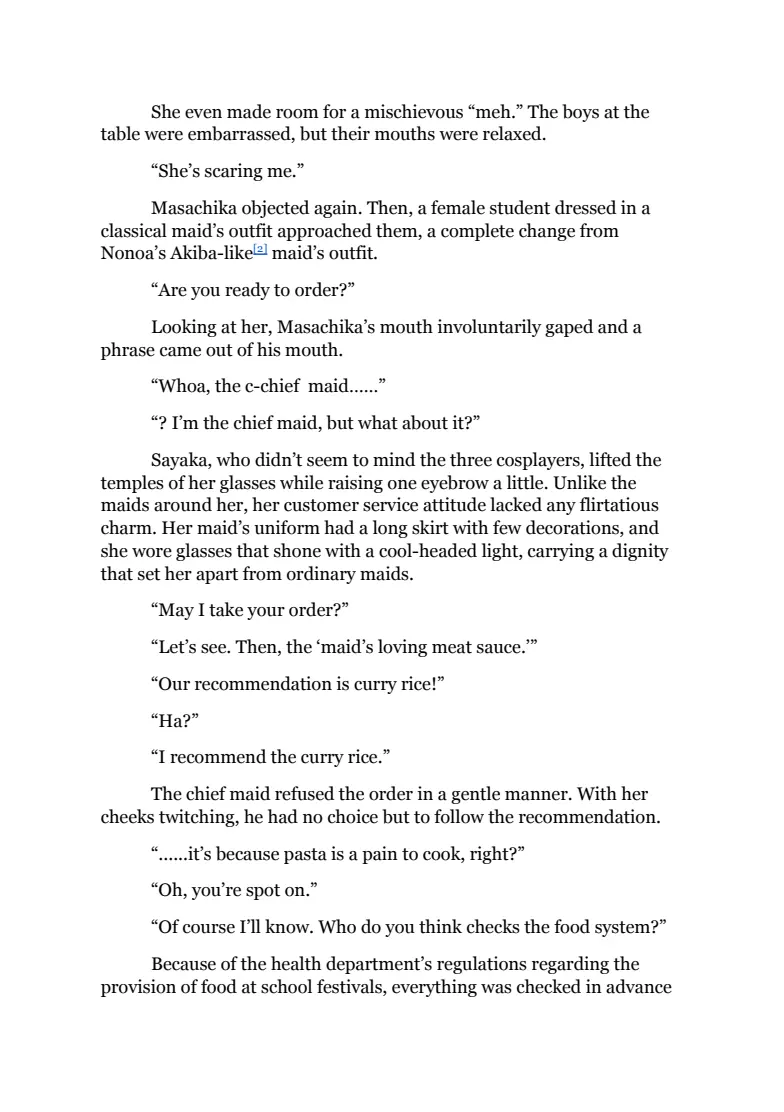 She even made room for a mischievous “meh.” The boys at the
table were embarrassed, but their mouths were relaxed.
“She’s scaring me.”
Masachika objected again. Then, a female student dressed in a
classical maid’s outfit approached them, a complete change from
Nonoa’s Akiba-like[2] maid’s outfit.
“Are you ready to order?”
Looking at her, Masachika’s mouth involuntarily gaped and a
phrase came out of his mouth.
“Whoa, the c-chief  maid……”
“? I’m the chief maid, but what about it?”
Sayaka, who didn’t seem to mind the three cosplayers, lifted the
temples of her glasses while raising one eyebrow a little. Unlike the
maids around her, her customer service attitude lacked any flirtatious
charm. Her maid’s uniform had a long skirt with few decorations, and
she wore glasses that shone with a cool-headed light, carrying a dignity
that set her apart from ordinary maids.
“May I take your order?”
“Let’s see. Then, the ‘maid’s loving meat sauce.’”
“Our recommendation is curry rice!”
“Ha?”
“I recommend the curry rice.”
The chief maid refused the order in a gentle manner. With her
cheeks twitching, he had no choice but to follow the recommendation.
“……it’s because pasta is a pain to cook, right?”
“Oh, you’re spot on.”
“Of course I’ll know. Who do you think checks the food system?”
Because of the health department’s regulations regarding the
provision of food at school festivals, everything was checked in advance